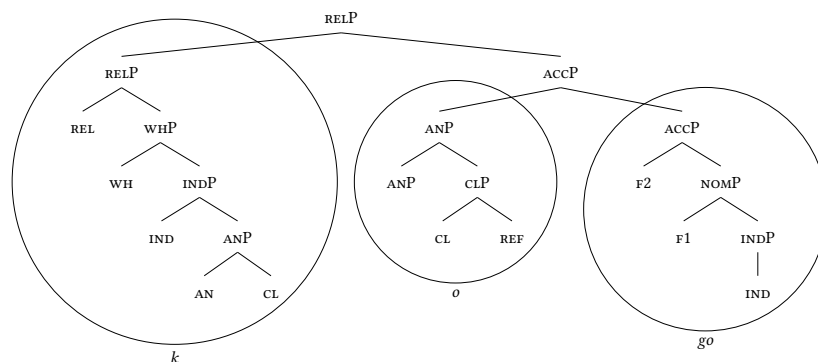 RELP
RELP ACCP
REL WHP ANP ACCP
WH INDP ANP CLP F2 NOMP
IND ANP CL REF F1 INDP
AN CL IND
o
k go